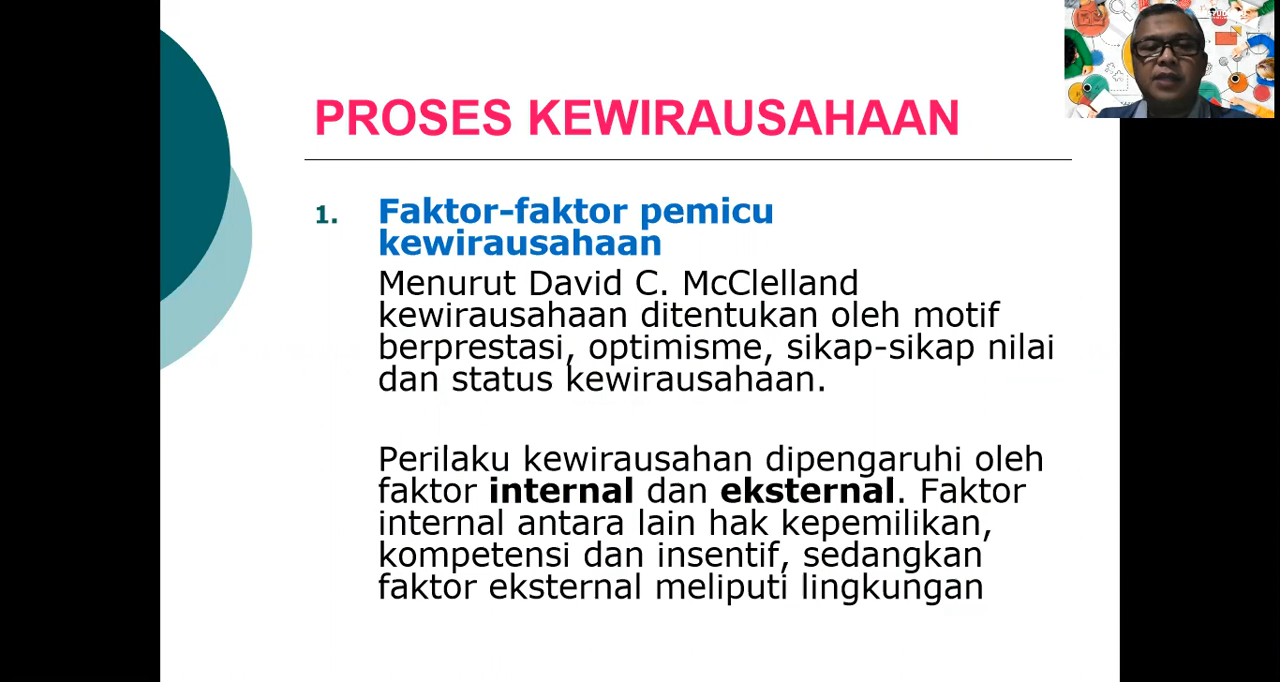 PROSES KEWIRAUSAHAAN
1. Faktor-faktor pemicu
kewirausahaan
Menurut David C. McClelland
kewirausahaan ditentukan oleh motif
berprestasi, optimisme, sikap-sikap nilai
dan status kewirausahaan.
Perilaku kewirausahan dipengaruhi oleh
faktor internal dan eksternal. Faktor
internal antara lain hak kepemilikan,
kompetensi dan insentif, sedangkan
faktor eksternal meliputi lingkungan